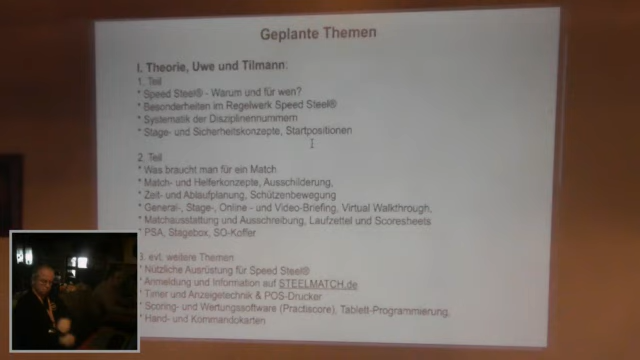 Geplante Themen
I. Theorie, Uwe und Tilmann:
1. Teil
* Speed Steel® - Warum und für wen?
* Besonderheiten im Regelwerk Speed Steel®
* Systematik der Disziplinennummern
* Stage- und Sicherheitskonzepte, Startpositionen
2. Teil
* Was braucht man für ein Match
* Match- und Helferkonzepte, Ausschilderung,
* Zeit- und Ablaufplanung, Schützenbewegung
* General-, Stage-, Online - und Video-Briefing, Virtual Walkthrough,
* Matchausstattung und Ausschreibung, Laufzettel und Scoresheets
* PSA, Stagebox, SO-Koffer
3. evt. weitere Themen
* Nützliche Ausrüstung für Speed Steel®
* Anmeldung und Information auf STEELMATCH.de
* Timer und Anzeigetechnik & POS-Drucker
* Scoring- und Wertungssoftware (Practiscore), Tablett-Programmierung,
* Hand- und Kommandokarten